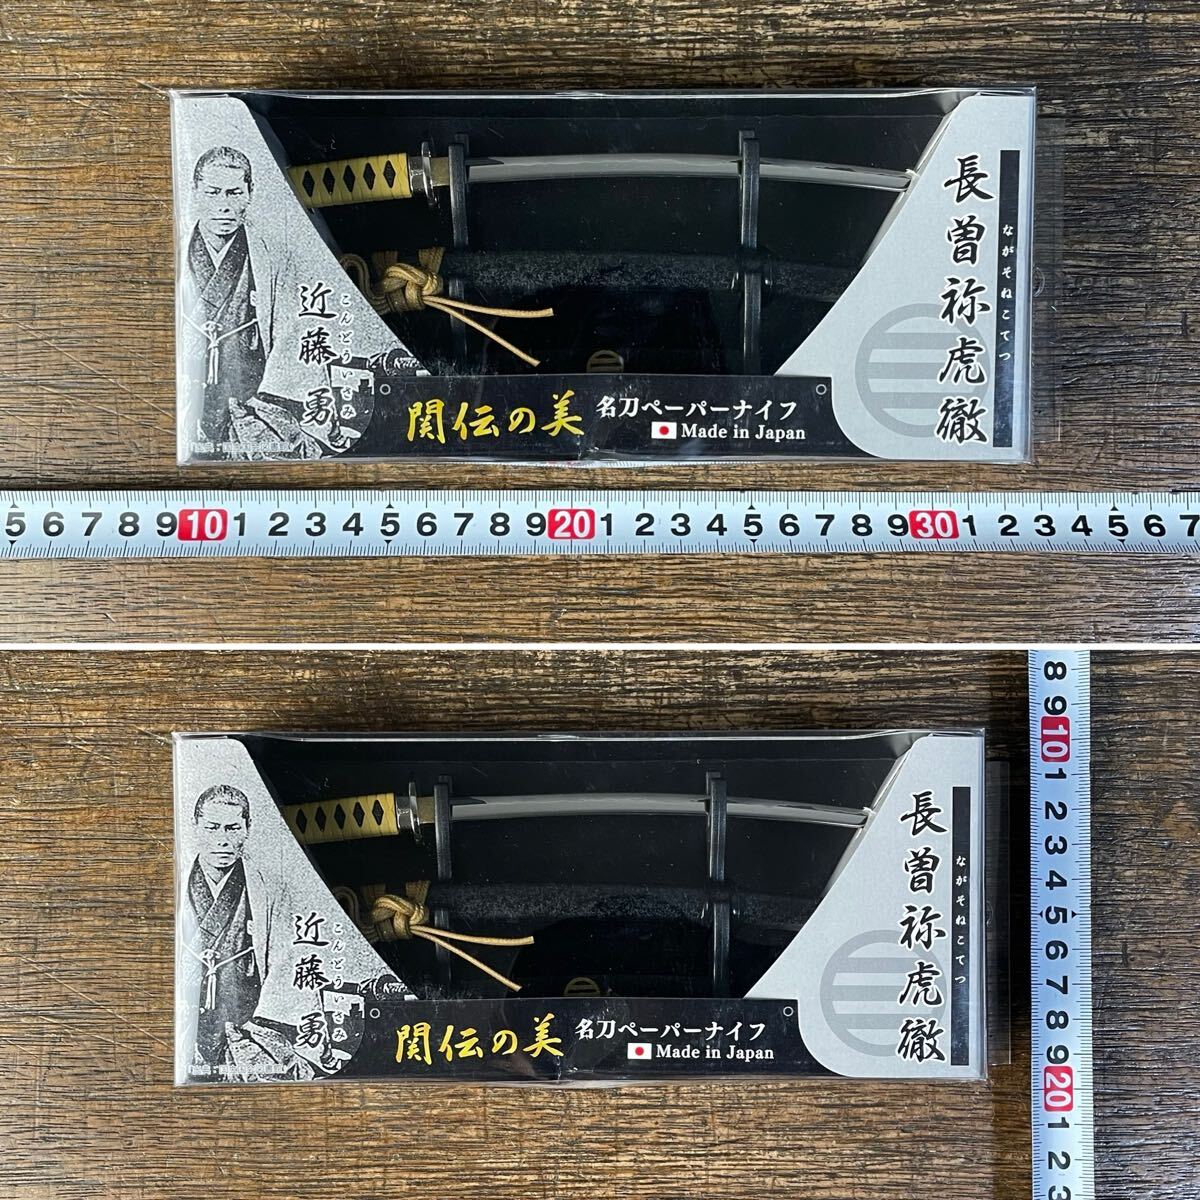 近藤 勇
こんどういさみ
関伝の美
名刀ペーパーナイフ
Made in Japan
長曽祢虎徹
ながそねこてつ
5 6 7 8 9 10 1 2 3 4 5 6 7 8 9 20 1 2 3 4 5 6 7 8 9 30 1 2 3 4 5 6 7
近藤 勇
こんどういさみ
関伝の美
名刀ペーパーナイフ
Made in Japan
長曽祢虎徹
ながそねこてつ
8 9 10 1 2 3 4 5 6 7 8 9 20 1 2 3